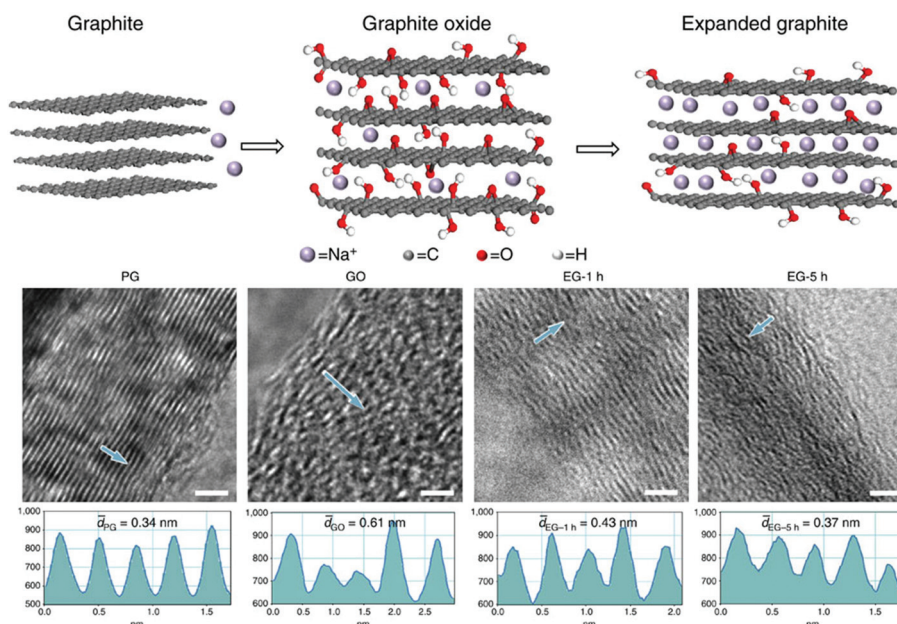 Graphite Graphite oxide Expanded graphite
=Na⁺ =C =O =H
PG GO EG-1 h EG-5 h
1,000 1,000 1,000 1,000
d̄PG = 0.34 nm d̄GO = 0.61 nm d̄EG–1 h = 0.43 nm d̄EG–5 h = 0.37 nm
900 900 900 900
800 800 800 800
700 700 700 700
600 600 600 600
500
0.0 0.5 1.0 1.5 0.0 0.5 1.0 1.5 2.0 2.5 0.0 0.5 1.0 1.5 2.0 0.0 0.5 1.0 1.5
nm nm nm nm